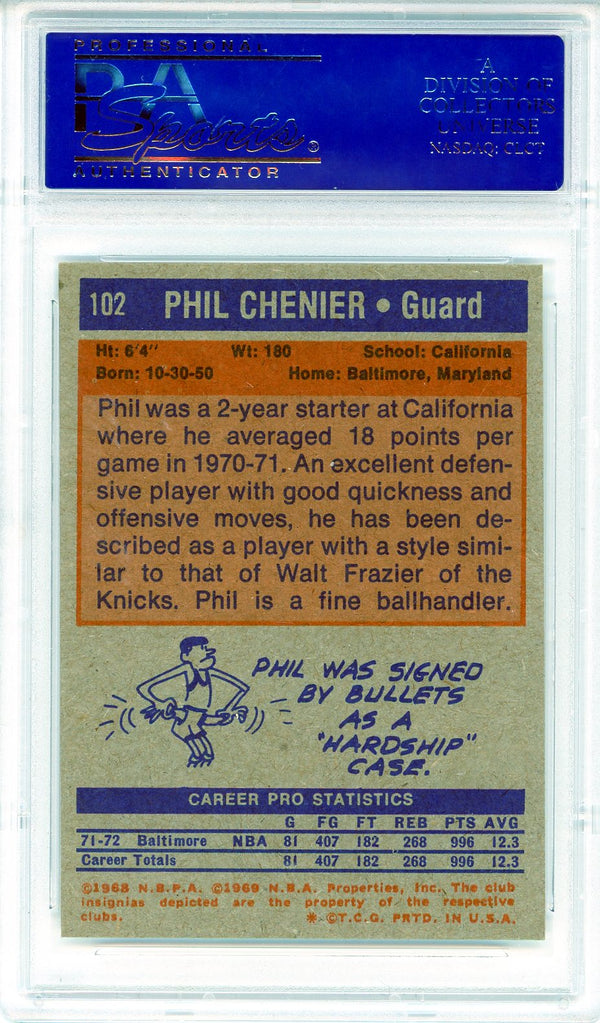 PROFESSIONAL
PSA
Sports ®
AUTHENTICATOR
A
DIVISION OF
COLLECTORS
UNIVERSE
NASDAQ: CLCT
102 PHIL CHENIER • Guard
Ht: 6'4" Wt: 180 School: California
Born: 10-30-50 Home: Baltimore, Maryland
Phil was a 2-year starter at California
where he averaged 18 points per
game in 1970-71. An excellent defen-
sive player with good quickness and
offensive moves, he has been de-
scribed as a player with a style simi-
lar to that of Walt Frazier of the
Knicks. Phil is a fine ballhandler.
PHIL WAS SIGNED
BY BULLETS
AS A
"HARDSHIP"
CASE.
CAREER PRO STATISTICS
G FG FT REB PTS AVG
71-72 Baltimore NBA 81 407 182 268 996 12.3
Career Totals 81 407 182 268 996 12.3
©1968 N.B.P.A. ©1969 N.B.A. Properties, Inc. The club
insignias depicted are the property of the respective
clubs. * ©T.C.G. PRTD. IN U.S.A.